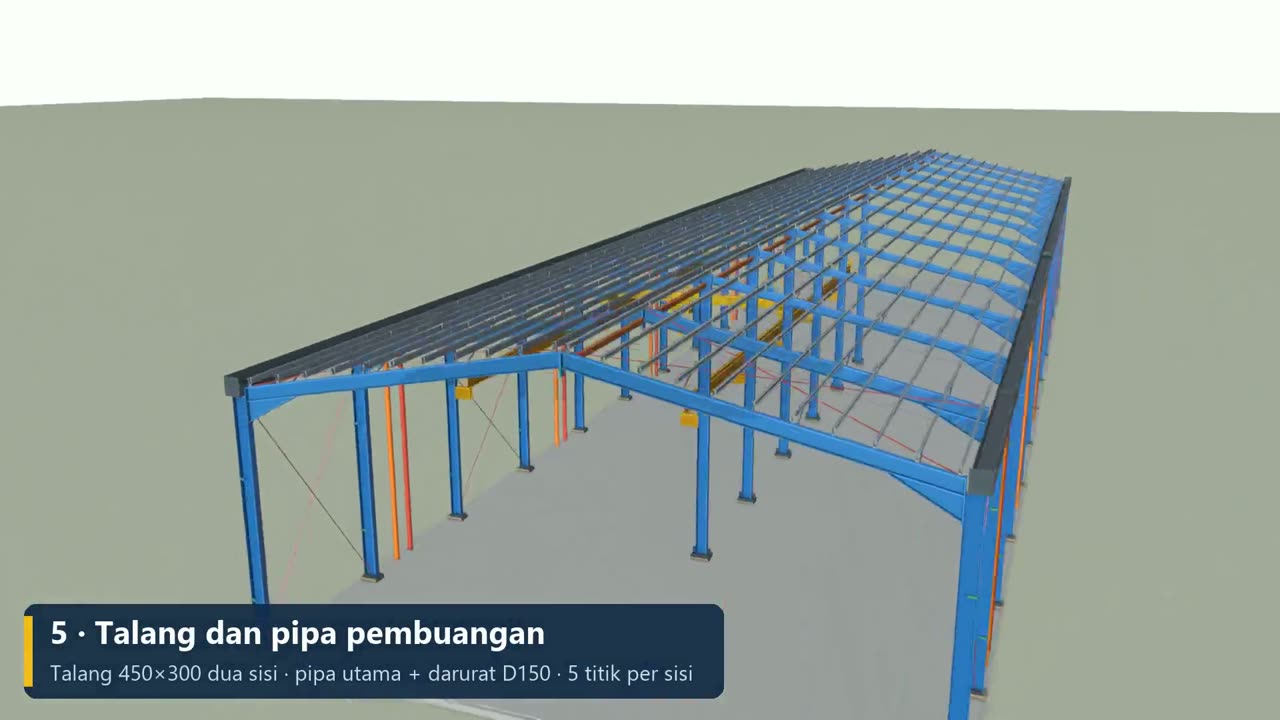 5 · Talang dan pipa pembuangan
Talang 450×300 dua sisi · pipa utama + darurat D150 · 5 titik per sisi